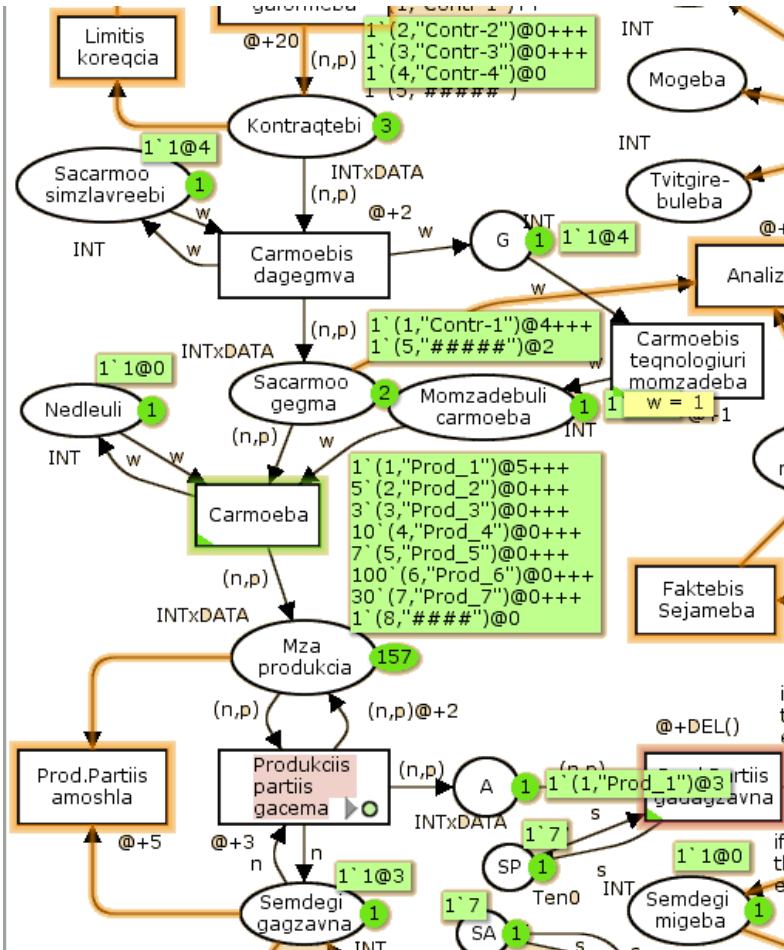 1`(2,"Contr-2")@0+++
1`(3,"Contr-3")@0+++
1`(4,"Contr-4")@0
Limitis
koreqcia
@+20
(n,p)
INT
Mogeba
Kontraqtebi
3
1`1@4
Sacarmoo
simzlavreebi
1
INTxDATA
(n,p)
INT
Tvitgire-
buleba
w
w
INT
@+2
w
G
INT
1
1`1@4
Carmoebis
dagegmva
w
Analiz
(n,p)
INTxDATA
1`(1,"Contr-1")@4+++
1`(5,"#####")@2
Carmoebis
teqnologiuri
momzadeba
w
1`1@0
Nedleuli
1
INT
Sacarmoo
gegma
2
Momzadebuli
carmoeba
1
INT
1
w = 1
@+1
(n,p)
w
w
w
Carmoeba
1`(1,"Prod_1")@5+++
5`(2,"Prod_2")@0+++
3`(3,"Prod_3")@0+++
10`(4,"Prod_4")@0+++
7`(5,"Prod_5")@0+++
100`(6,"Prod_6")@0+++
30`(7,"Prod_7")@0+++
1`(8,"####")@0
(n,p)
INTxDATA
Faktebis
Sejameba
Mza
produkcia
157
(n,p)
(n,p)@+2
@+DEL()
Prod.Partiis
amoshla
@+5
Produkciis
partiis
gacema
(n,p)
A
1
1`(1,"Prod_1")@3
gadagzavna
INTxDATA
@+3
n
n
1`7
SP
1
Ten0
s
s
INT
1`1@0
1`1@3
Semdegi
gagzavna
1
INT
1`7
SA
1
s
Semdegi
migeba
1